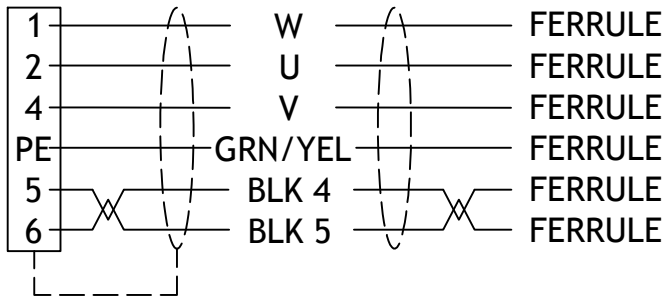 1 W FERRULE
2 U FERRULE
4 V FERRULE
PE GRN/YEL FERRULE
5 BLK 4 FERRULE
6 BLK 5 FERRULE